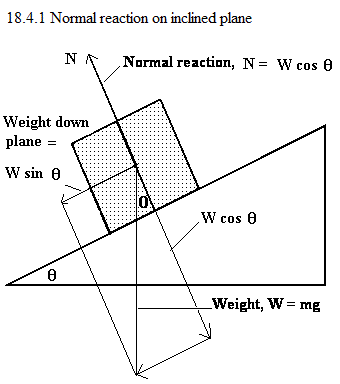 18.4.1 Normal reaction on inclined plane
N
Normal reaction, N = W cos θ
Weight down
plane =
W sin θ
θ
W cos θ
θ
Weight, W = mg